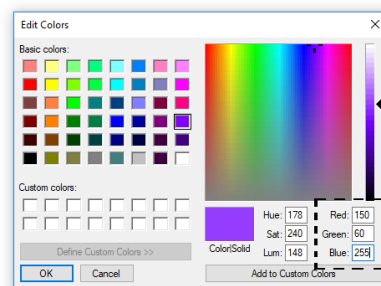 Edit Colors
Basic colors:
Custom colors:
Define Custom Colors >>
OK Cancel
Color|Solid
Hue: 178 Red: 150
Sat: 240 Green: 60
Lum: 148 Blue: 255
Add to Custom Colors